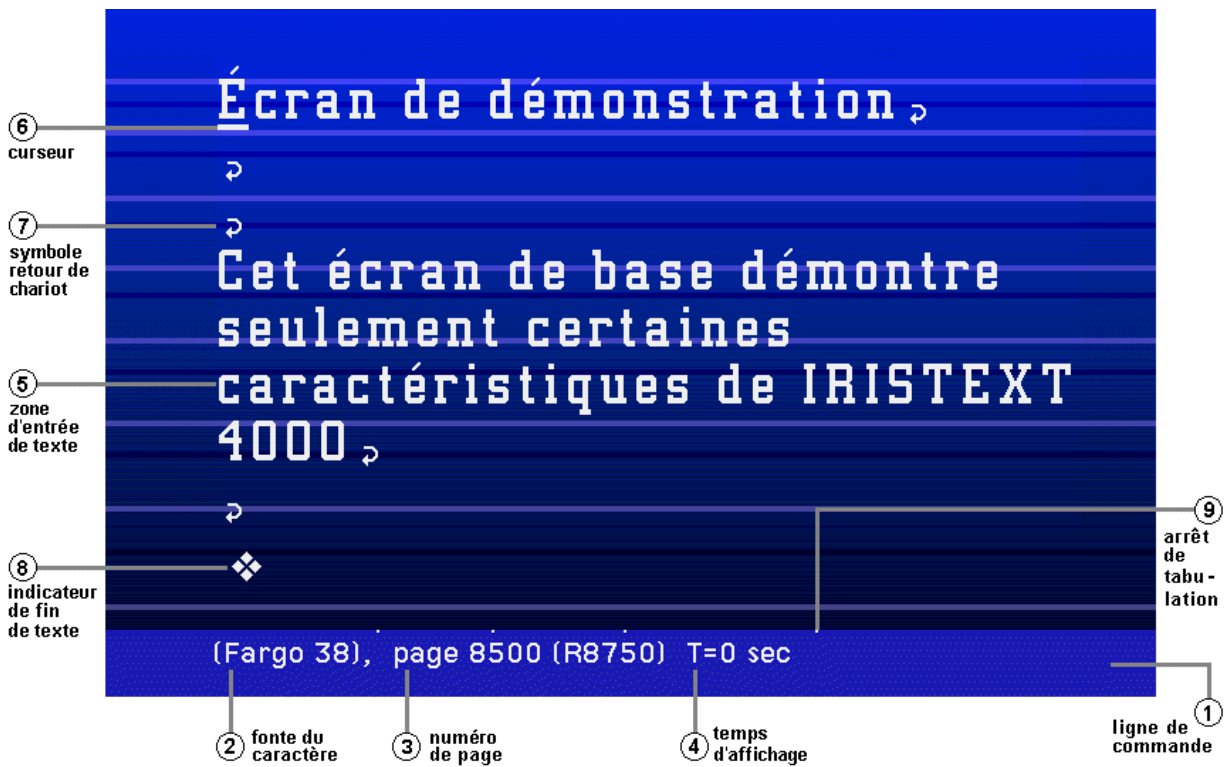 Écran de démonstration
6
curseur
7
symbole
retour de
chariot
Cet écran de base démontre
seulement certaines
5
caractéristiques de IRISTEXT
zone
d'entrée
de texte
4000
9
arrêt
de
tabu -
lation
8
indicateur
de fin
de texte
(Fargo 38), page 8500 (R8750) T=0 sec
1
ligne de
commande
2
fonte du
caractère
3
numéro
de page
4
temps
d'affichage